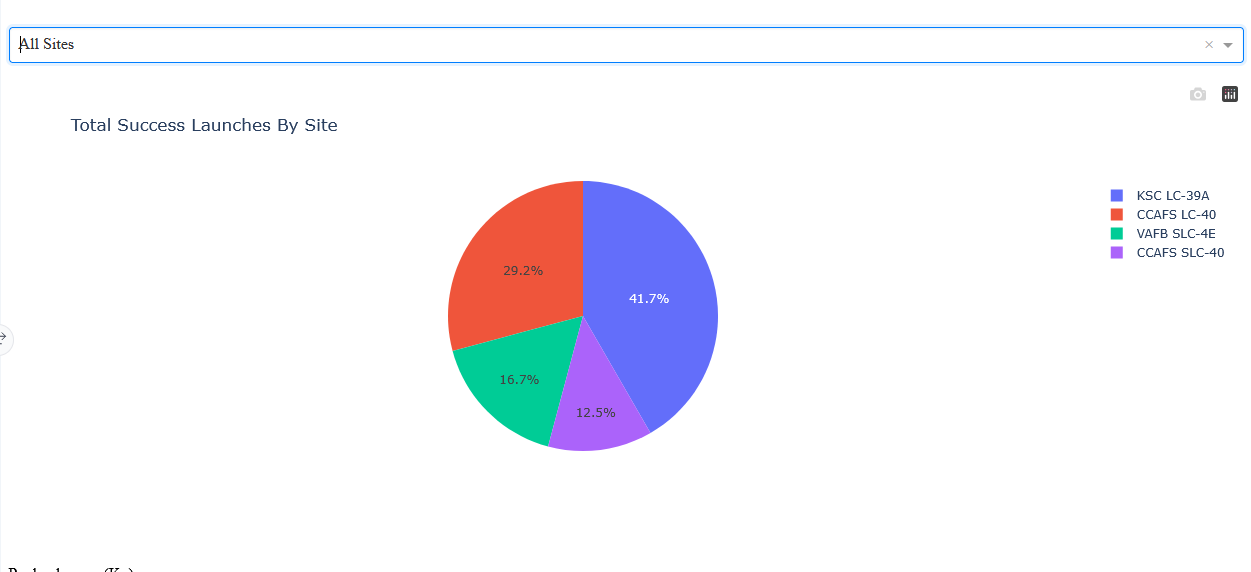 All Sites
Total Success Launches By Site
KSC LC-39A
CCAFS LC-40
VAFB SLC-4E
CCAFS SLC-40
29.2%
41.7%
16.7%
12.5%